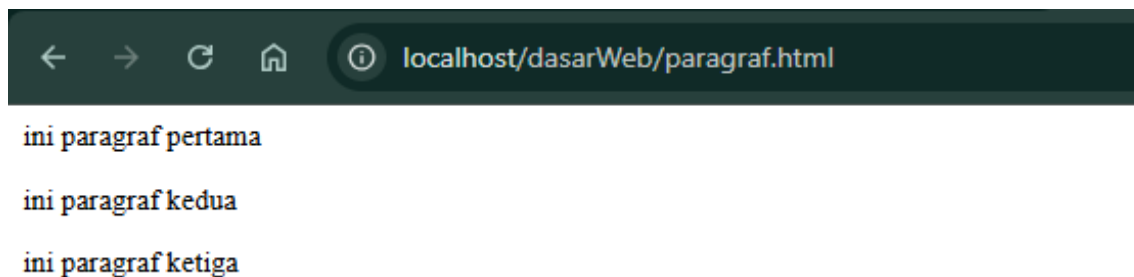 localhost/dasarWeb/paragraf.html
ini paragraf pertama
ini paragraf kedua
ini paragraf ketiga